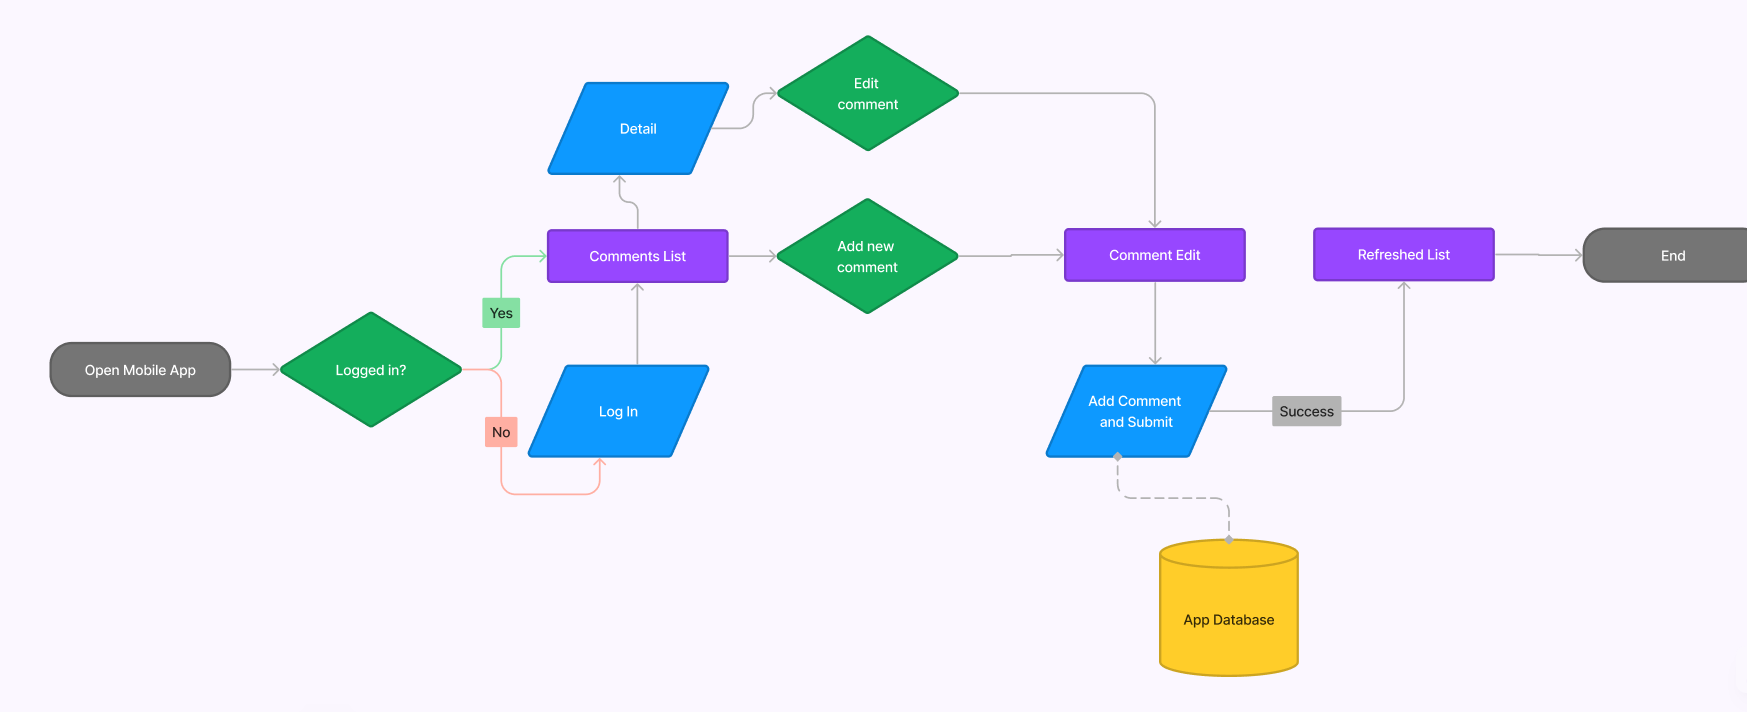 Edit
comment
Detail
Add new
comment
Comments List
Comment Edit
Refreshed List
End
Yes
Open Mobile App
Logged in?
No
Log In
Add Comment
and Submit
Success
App Database